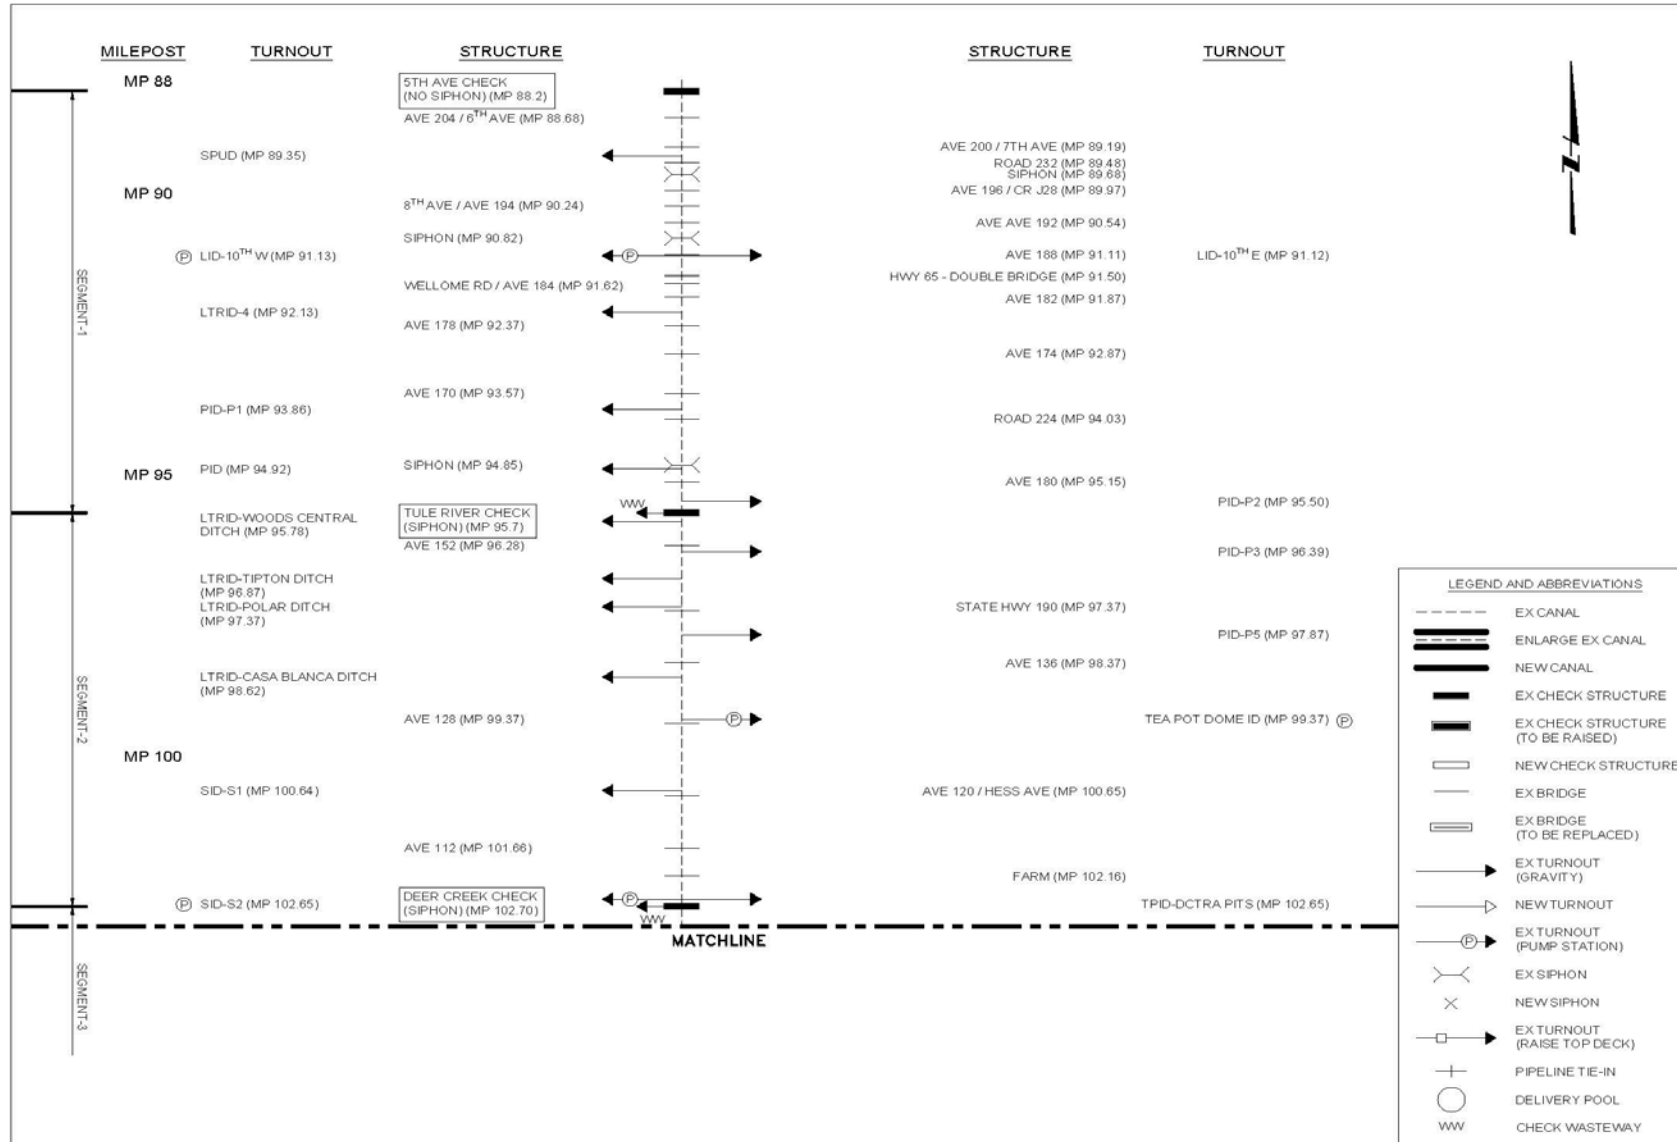 MILEPOST TURNOUT STRUCTURE STRUCTURE TURNOUT
MP 88
5TH AVE CHECK
(NO SIPHON) (MP 88.2)
AVE 204 / 6TH AVE (MP 88.68)
AVE 200 / 7TH AVE (MP 89.19)
SPUD (MP 89.35)
ROAD 232 (MP 89.48)
SIPHON (MP 89.68)
MP 90
AVE 196 / CR J28 (MP 89.97)
8TH AVE / AVE 194 (MP 90.24)
AVE AVE 192 (MP 90.54)
SIPHON (MP 90.82)
P LID-10TH W (MP 91.13)
P
AVE 188 (MP 91.11)
LID-10TH E (MP 91.12)
HWY 65 - DOUBLE BRIDGE (MP 91.50)
WELLOME RD / AVE 184 (MP 91.62)
AVE 182 (MP 91.87)
LTRID-4 (MP 92.13)
AVE 178 (MP 92.37)
AVE 174 (MP 92.87)
AVE 170 (MP 93.57)
PID-P1 (MP 93.86)
ROAD 224 (MP 94.03)
MP 95
PID (MP 94.92)
SIPHON (MP 94.85)
AVE 180 (MP 95.15)
PID-P2 (MP 95.50)
WW
TULE RIVER CHECK
(SIPHON) (MP 95.7)
LTRID-WOODS CENTRAL
DITCH (MP 95.78)
AVE 152 (MP 96.28)
PID-P3 (MP 96.39)
LTRID-TIPTON DITCH
(MP 96.87)
LTRID-POLAR DITCH
(MP 97.37)
STATE HWY 190 (MP 97.37)
PID-P5 (MP 97.87)
AVE 136 (MP 98.37)
LTRID-CASA BLANCA DITCH
(MP 98.62)
AVE 128 (MP 99.37)
P
TEA POT DOME ID (MP 99.37) P
MP 100
SID-S1 (MP 100.64)
AVE 120 / HESS AVE (MP 100.65)
AVE 112 (MP 101.66)
FARM (MP 102.16)
P SID-S2 (MP 102.65)
DEER CREEK CHECK
(SIPHON) (MP 102.70)
P
WW
TPID-DCTRA PITS (MP 102.65)
MATCHLINE
SEGMENT-1
SEGMENT-2
SEGMENT-3
N
LEGEND AND ABBREVIATIONS
EX CANAL
ENLARGE EX CANAL
NEW CANAL
EX CHECK STRUCTURE
EX CHECK STRUCTURE
(TO BE RAISED)
NEW CHECK STRUCTURE
EX BRIDGE
EX BRIDGE
(TO BE REPLACED)
EX TURNOUT
(GRAVITY)
NEW TURNOUT
P EX TURNOUT
(PUMP STATION)
EX SIPHON
NEW SIPHON
EX TURNOUT
(RAISE TOP DECK)
PIPELINE TIE-IN
DELIVERY POOL
WW CHECK WASTEWAY